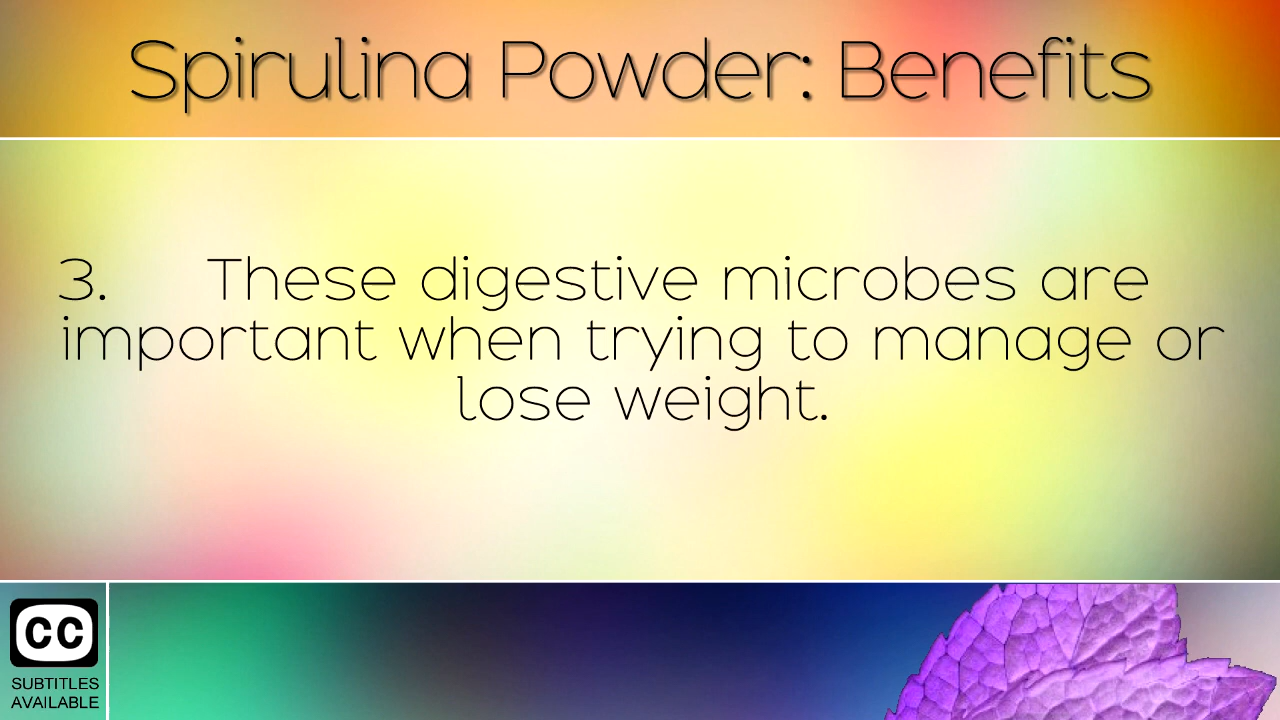 Spirulina Powder: Benefits
3. These digestive microbes are
important when trying to manage or
lose weight.
CC
SUBTITLES
AVAILABLE